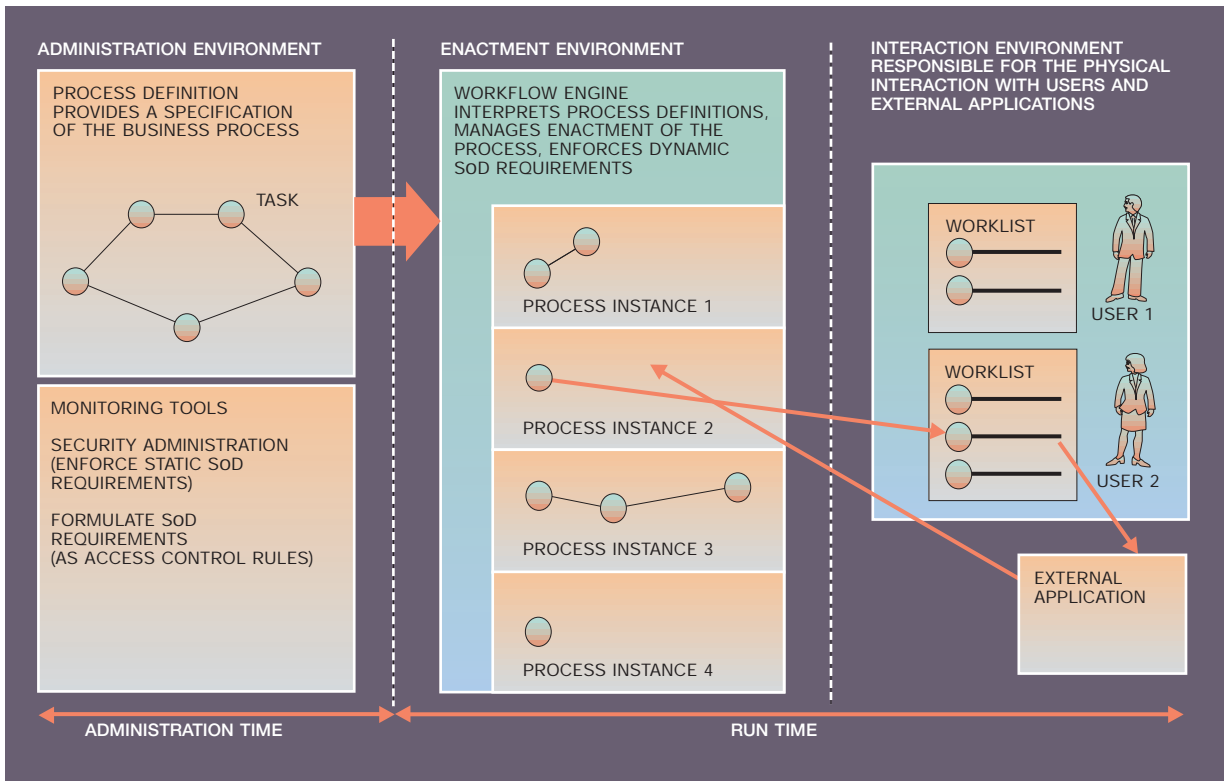 ADMINISTRATION ENVIRONMENT
PROCESS DEFINITION
PROVIDES A SPECIFICATION
OF THE BUSINESS PROCESS
TASK
MONITORING TOOLS
SECURITY ADMINISTRATION
(ENFORCE STATIC SoD
REQUIREMENTS)
FORMULATE SoD
REQUIREMENTS
(AS ACCESS CONTROL RULES)
ENACTMENT ENVIRONMENT
WORKFLOW ENGINE
INTERPRETS PROCESS DEFINITIONS,
MANAGES ENACTMENT OF THE
PROCESS, ENFORCES DYNAMIC
SoD REQUIREMENTS
PROCESS INSTANCE 1
PROCESS INSTANCE 2
PROCESS INSTANCE 3
PROCESS INSTANCE 4
INTERACTION ENVIRONMENT
RESPONSIBLE FOR THE PHYSICAL
INTERACTION WITH USERS AND
EXTERNAL APPLICATIONS
WORKLIST
USER 1
WORKLIST
USER 2
EXTERNAL
APPLICATION
ADMINISTRATION TIME
RUN TIME